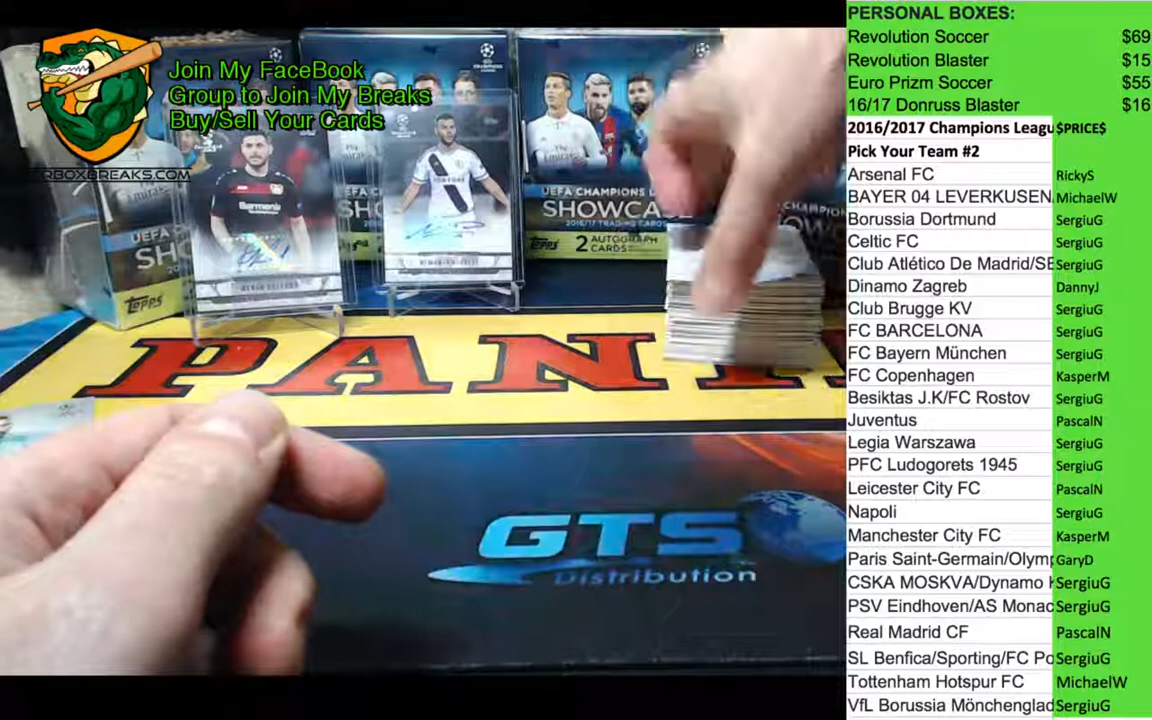 Join My FaceBook
Group to Join My Breaks
Buy/Sell Your Cards
RBOXBREAKS.COM
UEFA CHAMPIONS
SHOWCA
2 AUTOGRAPH
CARDS
topps
UEFA
SH
topps
PANI
GTS
Distribution
PERSONAL BOXES:
Revolution Soccer $69
Revolution Blaster $15
Euro Prizm Soccer $55
16/17 Donruss Blaster $16
2016/2017 Champions Leagu $PRICE$
Pick Your Team #2
Arsenal FC RickyS
BAYER 04 LEVERKUSEN. MichaelW
Borussia Dortmund SergiuG
Celtic FC SergiuG
Club Atlético De Madrid/SE SergiuG
Dinamo Zagreb DannyJ
Club Brugge KV SergiuG
FC BARCELONA SergiuG
FC Bayern München SergiuG
FC Copenhagen KasperM
Besiktas J.K/FC Rostov SergiuG
Juventus PascalN
Legia Warszawa SergiuG
PFC Ludogorets 1945 SergiuG
Leicester City FC PascalN
Napoli SergiuG
Manchester City FC KasperM
Paris Saint-Germain/Olymp GaryD
CSKA MOSKVA/Dynamo SergiuG
PSV Eindhoven/AS Monac SergiuG
Real Madrid CF PascalN
SL Benfica/Sporting/FC Po SergiuG
Tottenham Hotspur FC MichaelW
VfL Borussia Mönchenglad SergiuG